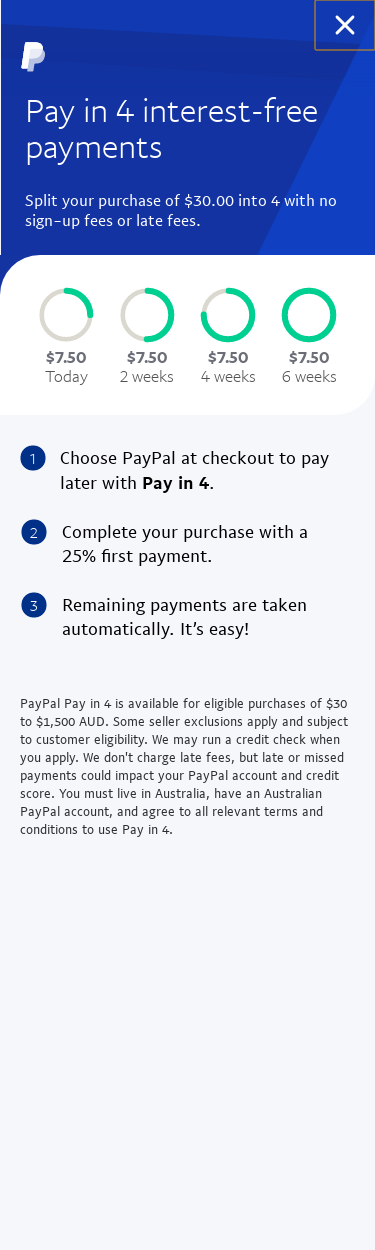 Pay in 4 interest-free
payments
Split your purchase of $30.00 into 4 with no
sign-up fees or late fees.
$7.50 $7.50 $7.50 $7.50
Today 2 weeks 4 weeks 6 weeks
1 Choose PayPal at checkout to pay
later with Pay in 4.
2 Complete your purchase with a
25% first payment.
3 Remaining payments are taken
automatically. It's easy!
PayPal Pay in 4 is available for eligible purchases of $30
to $1,500 AUD. Some seller exclusions apply and subject
to customer eligibility. We may run a credit check when
you apply. We don't charge late fees, but late or missed
payments could impact your PayPal account and credit
score. You must live in Australia, have an Australian
PayPal account, and agree to all relevant terms and
conditions to use Pay in 4.